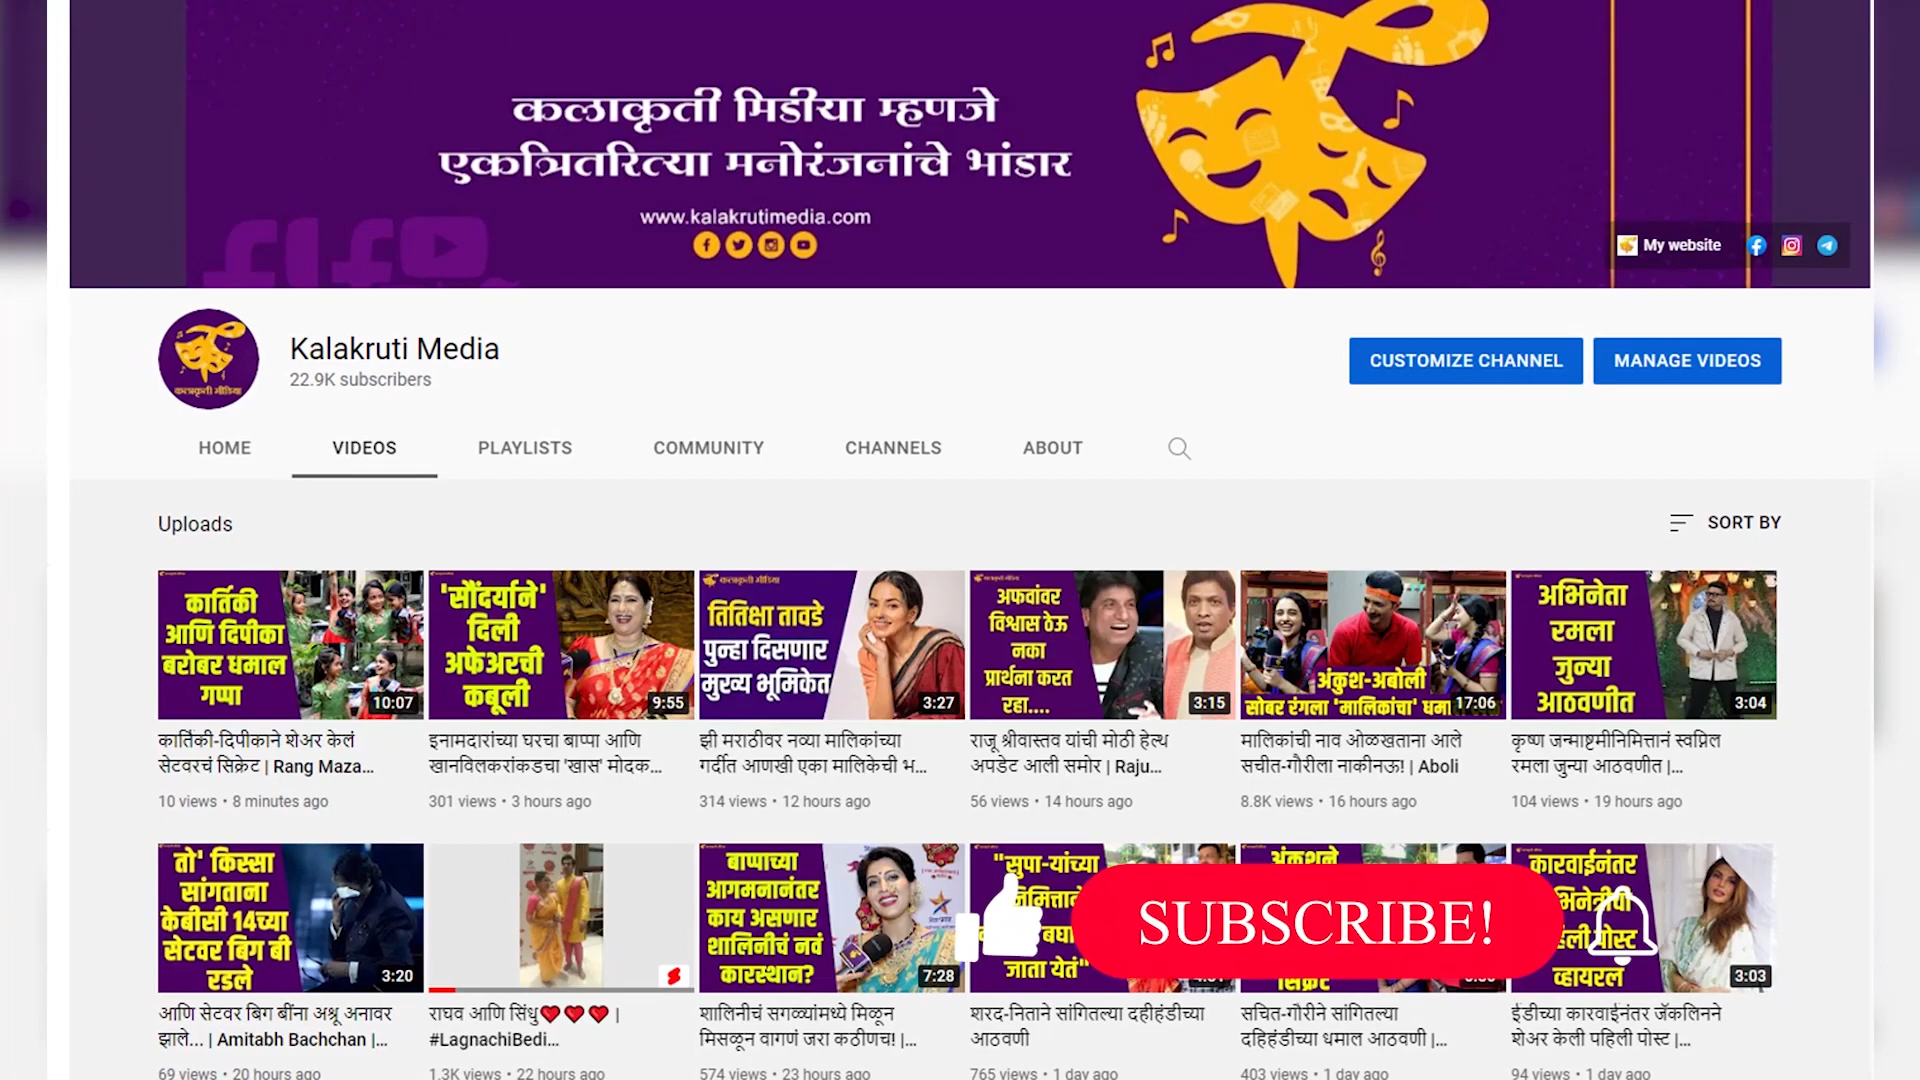 कलाकृती मिडीया म्हणजे
एकत्रितरित्या मनोरंजनांचे भांडार
www.kalakrutimedia.com
My website
Kalakruti Media
22.9K subscribers
CUSTOMIZE CHANNEL
MANAGE VIDEOS
HOME VIDEOS PLAYLISTS COMMUNITY CHANNELS ABOUT
Uploads
SORT BY
कार्तिकी
आणि दिपीका
बरोबर धमाल
गप्पा
10:07
'सौंदर्याने'
दिली
अफेअरची
कबूली
9:55
कलाकृती मीडिया
तितिक्षा तावडे
पुन्हा दिसणार
मुख्य भूमिकेत
3:27
कलाकृती मीडिया
अफवांवर
विश्वास ठेऊ
नका
प्रार्थना करत
रहा....
3:15
अंकुश-अबोली
सोबर रंगला 'मालिकांचा'
17:06
अभिनेता
रमला
जुन्या
आठवणीत
3:04
कार्तिकी-दिपीकाने शेअर केलं
सेटवरचं सिक्रेट | Rang Maza...
10 views • 8 minutes ago
इनामदारांच्या घरचा बाप्पा आणि
खानविलकरांकडचा 'खास' मोदक...
301 views • 3 hours ago
झी मराठीवर नव्या मालिकांच्या
गर्दीत आणखी एका मालिकेची भ...
314 views • 12 hours ago
राजू श्रीवास्तव यांची मोठी हेल्थ
अपडेट आली समोर | Raju...
56 views • 14 hours ago
मालिकांची नाव ओळखताना आले
सचीत-गौरीला नाकीनऊ! | Aboli
8.8K views • 16 hours ago
कृष्ण जन्माष्टमीनिमित्तानं स्वप्निल
रमला जुन्या आठवणीत |...
104 views • 19 hours ago
तो' किस्सा
सांगताना
केबीसी 14च्या
सेटवर बिग बी
रडले
3:20
बाप्पाच्या
आगमनानंतर
काय असणार
शालिनीचं नवं
कारस्थान?
7:28
"सुपा-यांच्या
जाता येतं"
SUBSCRIBE!
अंकुशने
सिक्रेट
कारवाईनंतर
पोस्ट
व्हायरल
3:03
आणि सेटवर बिग बींना अश्रू अनावर
झाले... | Amitabh Bachchan |...
69 views • 20 hours ago
राघव आणि सिंधु❤❤❤ |
#LagnachiBedi...
1.3K views • 22 hours ago
शालिनीचं सगळ्यांमध्ये मिळून
मिसळून वागणं जरा कठीणच! |...
574 views • 23 hours ago
शरद-निताने सांगितल्या दहीहंडीच्या
आठवणी
765 views • 1 day ago
सचित-गौरीने सांगितल्या
दहिहंडीच्या धमाल आठवणी |...
403 views • 1 day ago
ईडीच्या कारवाईनंतर जॅकलिनने
शेअर केली पहिली पोस्ट |...
94 views • 1 day ago